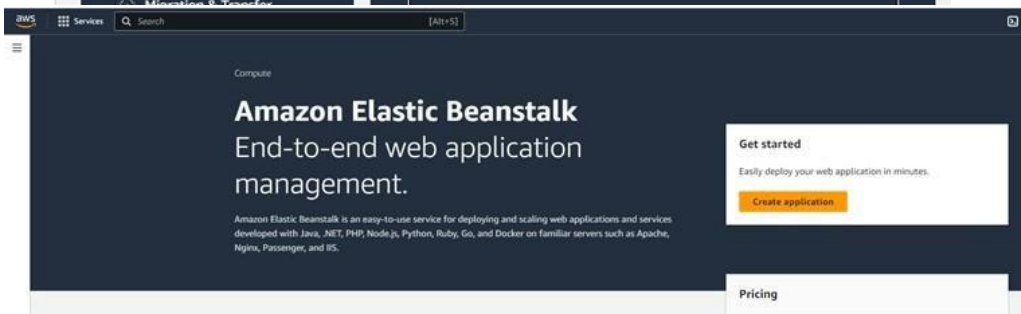 Migration & Transfer
aws Services Search [Alt+S]
Compute
Amazon Elastic Beanstalk
End-to-end web application
management.
Amazon Elastic Beanstalk is an easy-to-use service for deploying and scaling web applications and services
developed with Java, .NET, PHP, Node.js, Python, Ruby, Go, and Docker on familiar servers such as Apache,
Nginx, Passenger, and IIS.
Get started
Easily deploy your web application in minutes.
Create application
Pricing